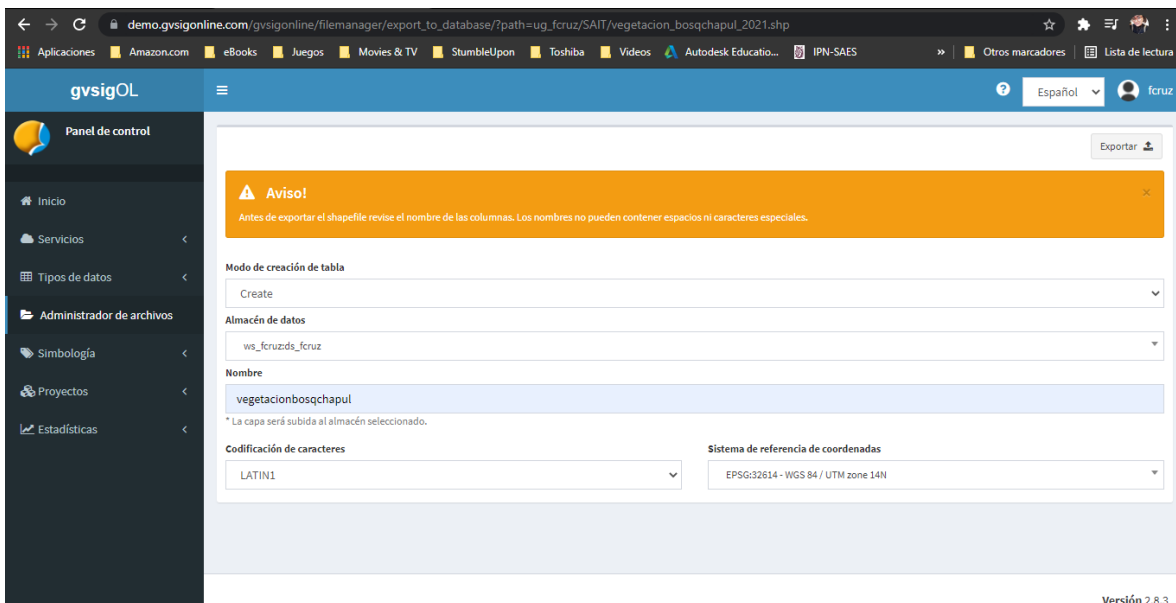 demo.gvsigonline.com/gvsigonline/filemanager/export_to_database/?path=ug_fcruz/SAIT/vegetacion_bosqchapul_2021.shp
Aplicaciones Amazon.com eBooks Juegos Movies & TV StumbleUpon Toshiba Videos Autodesk Educatio... IPN-SAES » Otros marcadores Lista de lectura
gvsigOL Español fcruz
Panel de control
Exportar
Aviso!
Antes de exportar el shapefile revise el nombre de las columnas. Los nombres no pueden contener espacios ni caracteres especiales.
Inicio
Servicios
Tipos de datos
Administrador de archivos
Simbología
Proyectos
Estadísticas
Modo de creación de tabla
Create
Almacén de datos
ws_fcruz:ds_fcruz
Nombre
vegetacionbosqchapul
* La capa será subida al almacén seleccionado.
Codificación de caracteres Sistema de referencia de coordenadas
LATIN1 EPSG:32614 - WGS 84 / UTM zone 14N
Versión 2.8.3